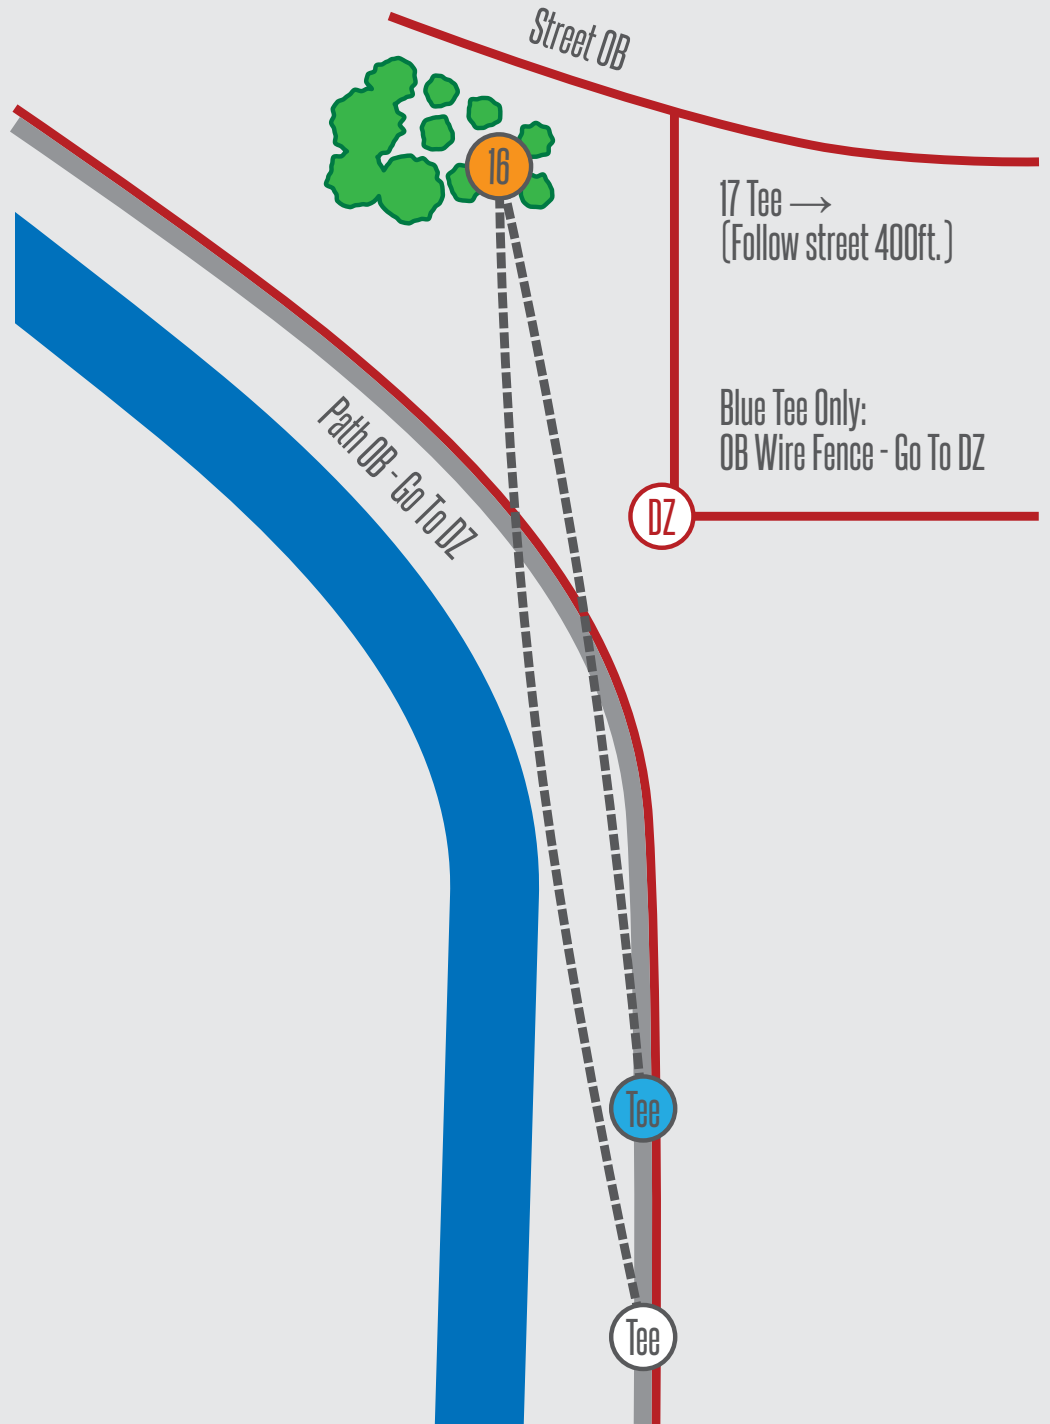 Street OB
16
17 Tee →
(Follow street 400ft.)
Blue Tee Only:
OB Wire Fence - Go To DZ
Path OB - Go To DZ
DZ
Tee
Tee